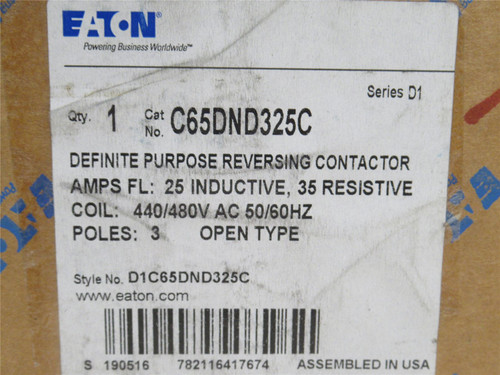 EATON
Powering Business Worldwide™
Series D1
Qty. 1 Cat No. C65DND325C
DEFINITE PURPOSE REVERSING CONTACTOR
AMPS FL: 25 INDUCTIVE, 35 RESISTIVE
COIL: 440/480V AC 50/60HZ
POLES: 3 OPEN TYPE
Style No. D1C65DND325C
www.eaton.com
S 190516 782116417674 ASSEMBLED IN USA